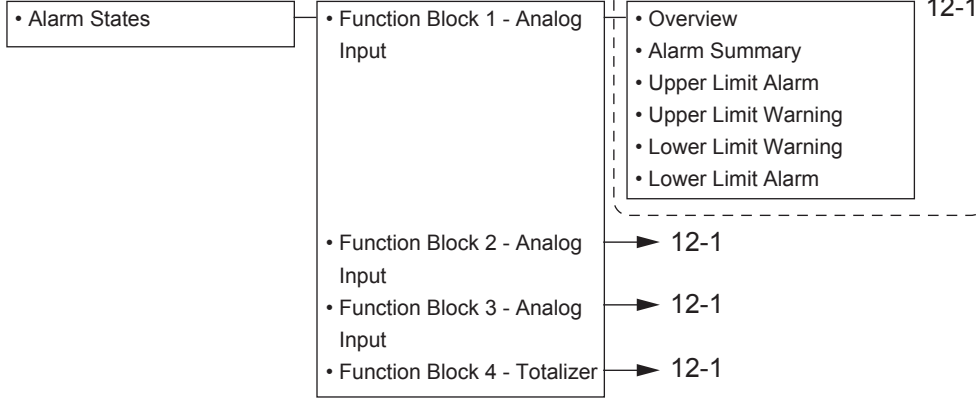 • Alarm States
• Function Block 1 - Analog
Input
• Overview
• Alarm Summary
• Upper Limit Alarm
• Upper Limit Warning
• Lower Limit Warning
• Lower Limit Alarm
12-1
• Function Block 2 - Analog
Input
12-1
• Function Block 3 - Analog
Input
12-1
• Function Block 4 - Totalizer
12-1